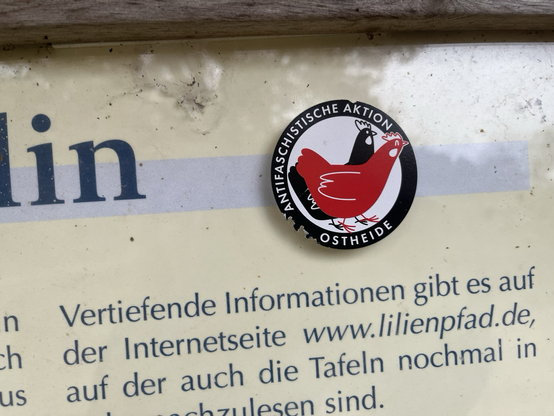 lin
ANTIFASCHISTISCHE AKTION
OSTHEIDE
Vertiefende Informationen gibt es auf
der Internetseite www.lilienpfad.de,
auf der auch die Tafeln nochmal in
nachzulesen sind.